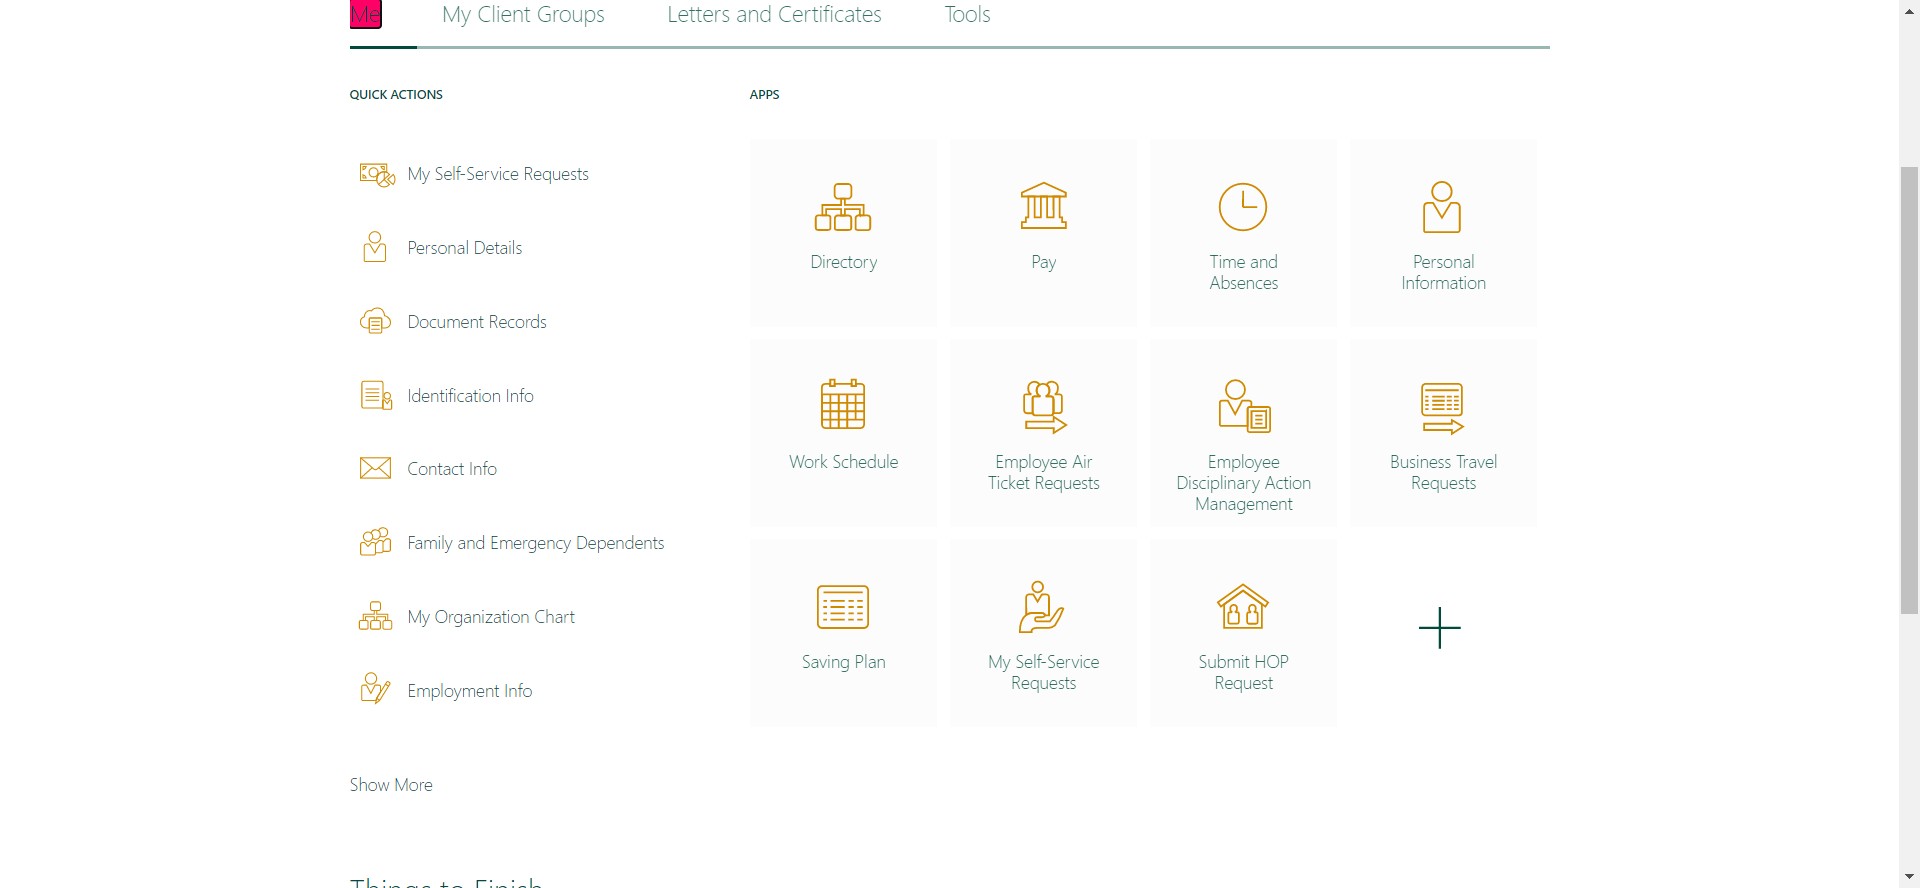 Me
My Client Groups
Letters and Certificates
Tools
QUICK ACTIONS
My Self-Service Requests
Personal Details
Document Records
Identification Info
Contact Info
Family and Emergency Dependents
My Organization Chart
Employment Info
Show More
APPS
Directory
Pay
Time and
Absences
Personal
Information
Work Schedule
Employee Air
Ticket Requests
Employee
Disciplinary Action
Management
Business Travel
Requests
Saving Plan
My Self-Service
Requests
Submit HOP
Request
Things to Finish